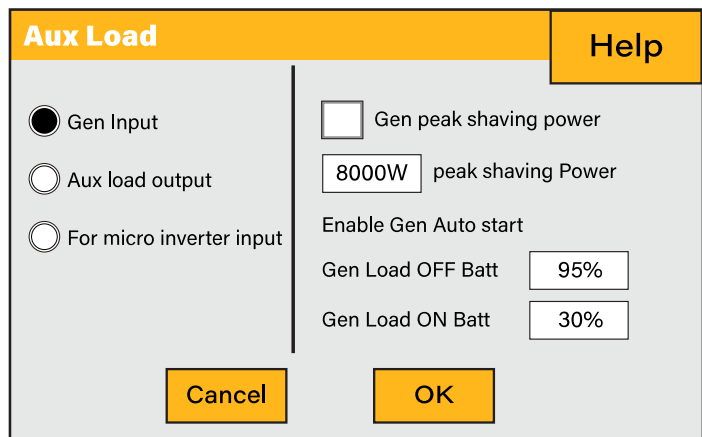 Aux Load
Help
Gen Input
Aux load output
For micro inverter input
Gen peak shaving power
8000W peak shaving Power
Enable Gen Auto start
Gen Load OFF Batt 95%
Gen Load ON Batt 30%
Cancel
OK